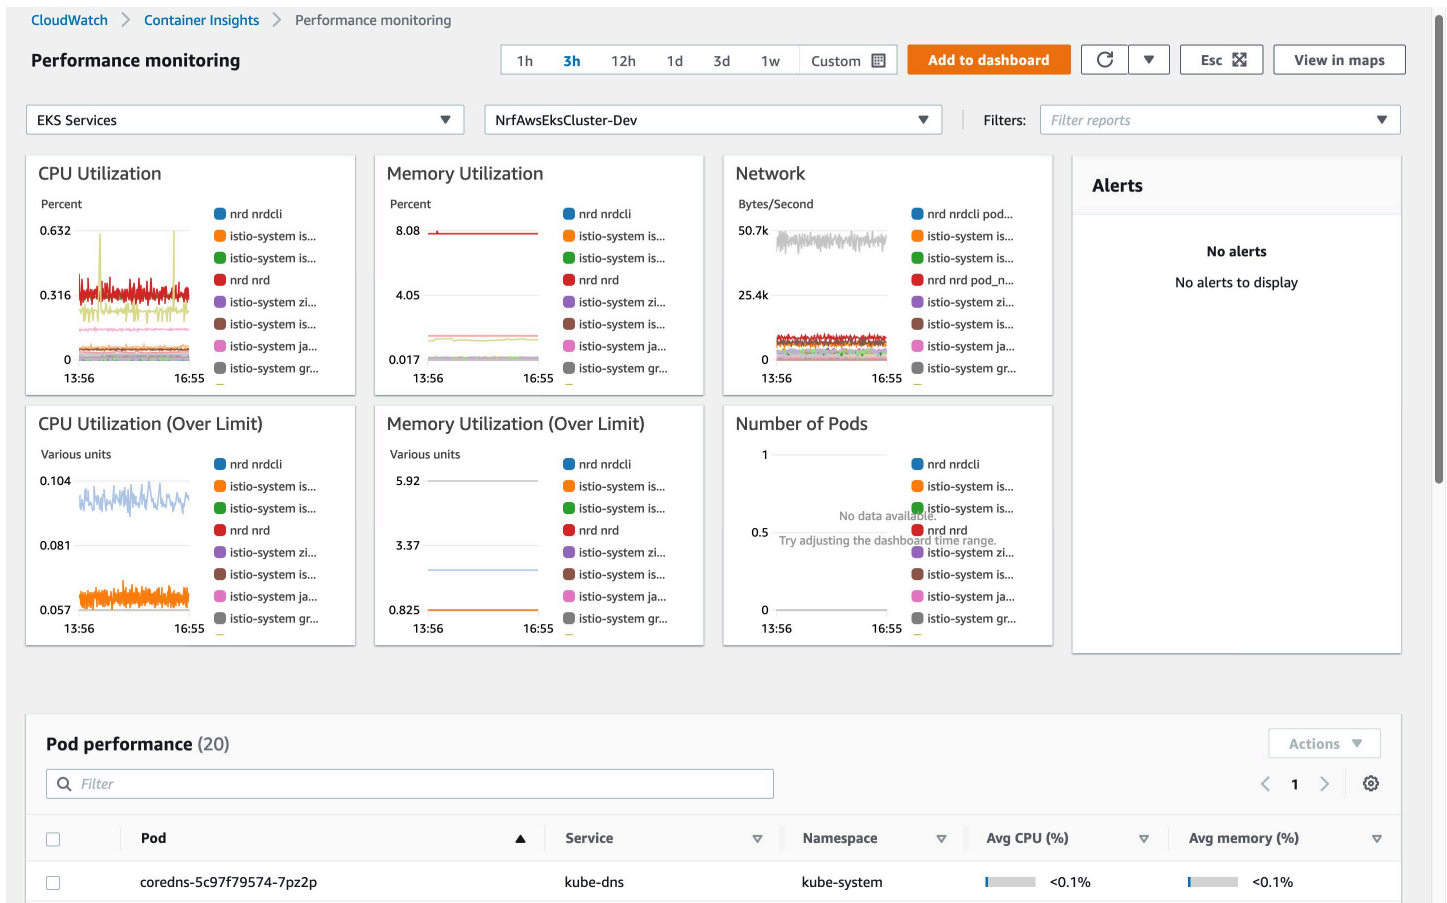 CloudWatch > Container Insights > Performance monitoring
Performance monitoring
1h 3h 12h 1d 3d 1w Custom
Add to dashboard
Esc
View in maps
EKS Services
NrfAwsEksCluster-Dev
Filters:
Filter reports
CPU Utilization
Percent
0.632
0.316
0
13:56
16:55
nrd nrdcli
istio-system is...
istio-system is...
nrd nrd
istio-system zi...
istio-system is...
istio-system ja...
istio-system gr...
Memory Utilization
Percent
8.08
4.05
0.017
13:56
16:55
nrd nrdcli
istio-system is...
istio-system is...
nrd nrd
istio-system zi...
istio-system is...
istio-system ja...
istio-system gr...
Network
Bytes/Second
50.7k
25.4k
0
13:56
16:55
nrd nrdcli pod...
istio-system is...
istio-system is...
nrd nrd pod_n...
istio-system zi...
istio-system is...
istio-system ja...
istio-system gr...
Alerts
No alerts
No alerts to display
CPU Utilization (Over Limit)
Various units
0.104
0.081
0.057
13:56
16:55
nrd nrdcli
istio-system is...
istio-system is...
nrd nrd
istio-system zi...
istio-system is...
istio-system ja...
istio-system gr...
Memory Utilization (Over Limit)
Various units
5.92
3.37
0.825
13:56
16:55
nrd nrdcli
istio-system is...
istio-system is...
nrd nrd
istio-system zi...
istio-system is...
istio-system ja...
istio-system gr...
Number of Pods
1
0.5
0
13:56
16:55
No data available.
Try adjusting the dashboard time range.
nrd nrdcli
istio-system is...
istio-system is...
nrd nrd
istio-system zi...
istio-system is...
istio-system ja...
istio-system gr...
Pod performance (20)
Actions
Filter
1
Pod Service Namespace Avg CPU (%) Avg memory (%)
coredns-5c97f79574-7pz2p kube-dns kube-system <0.1% <0.1%